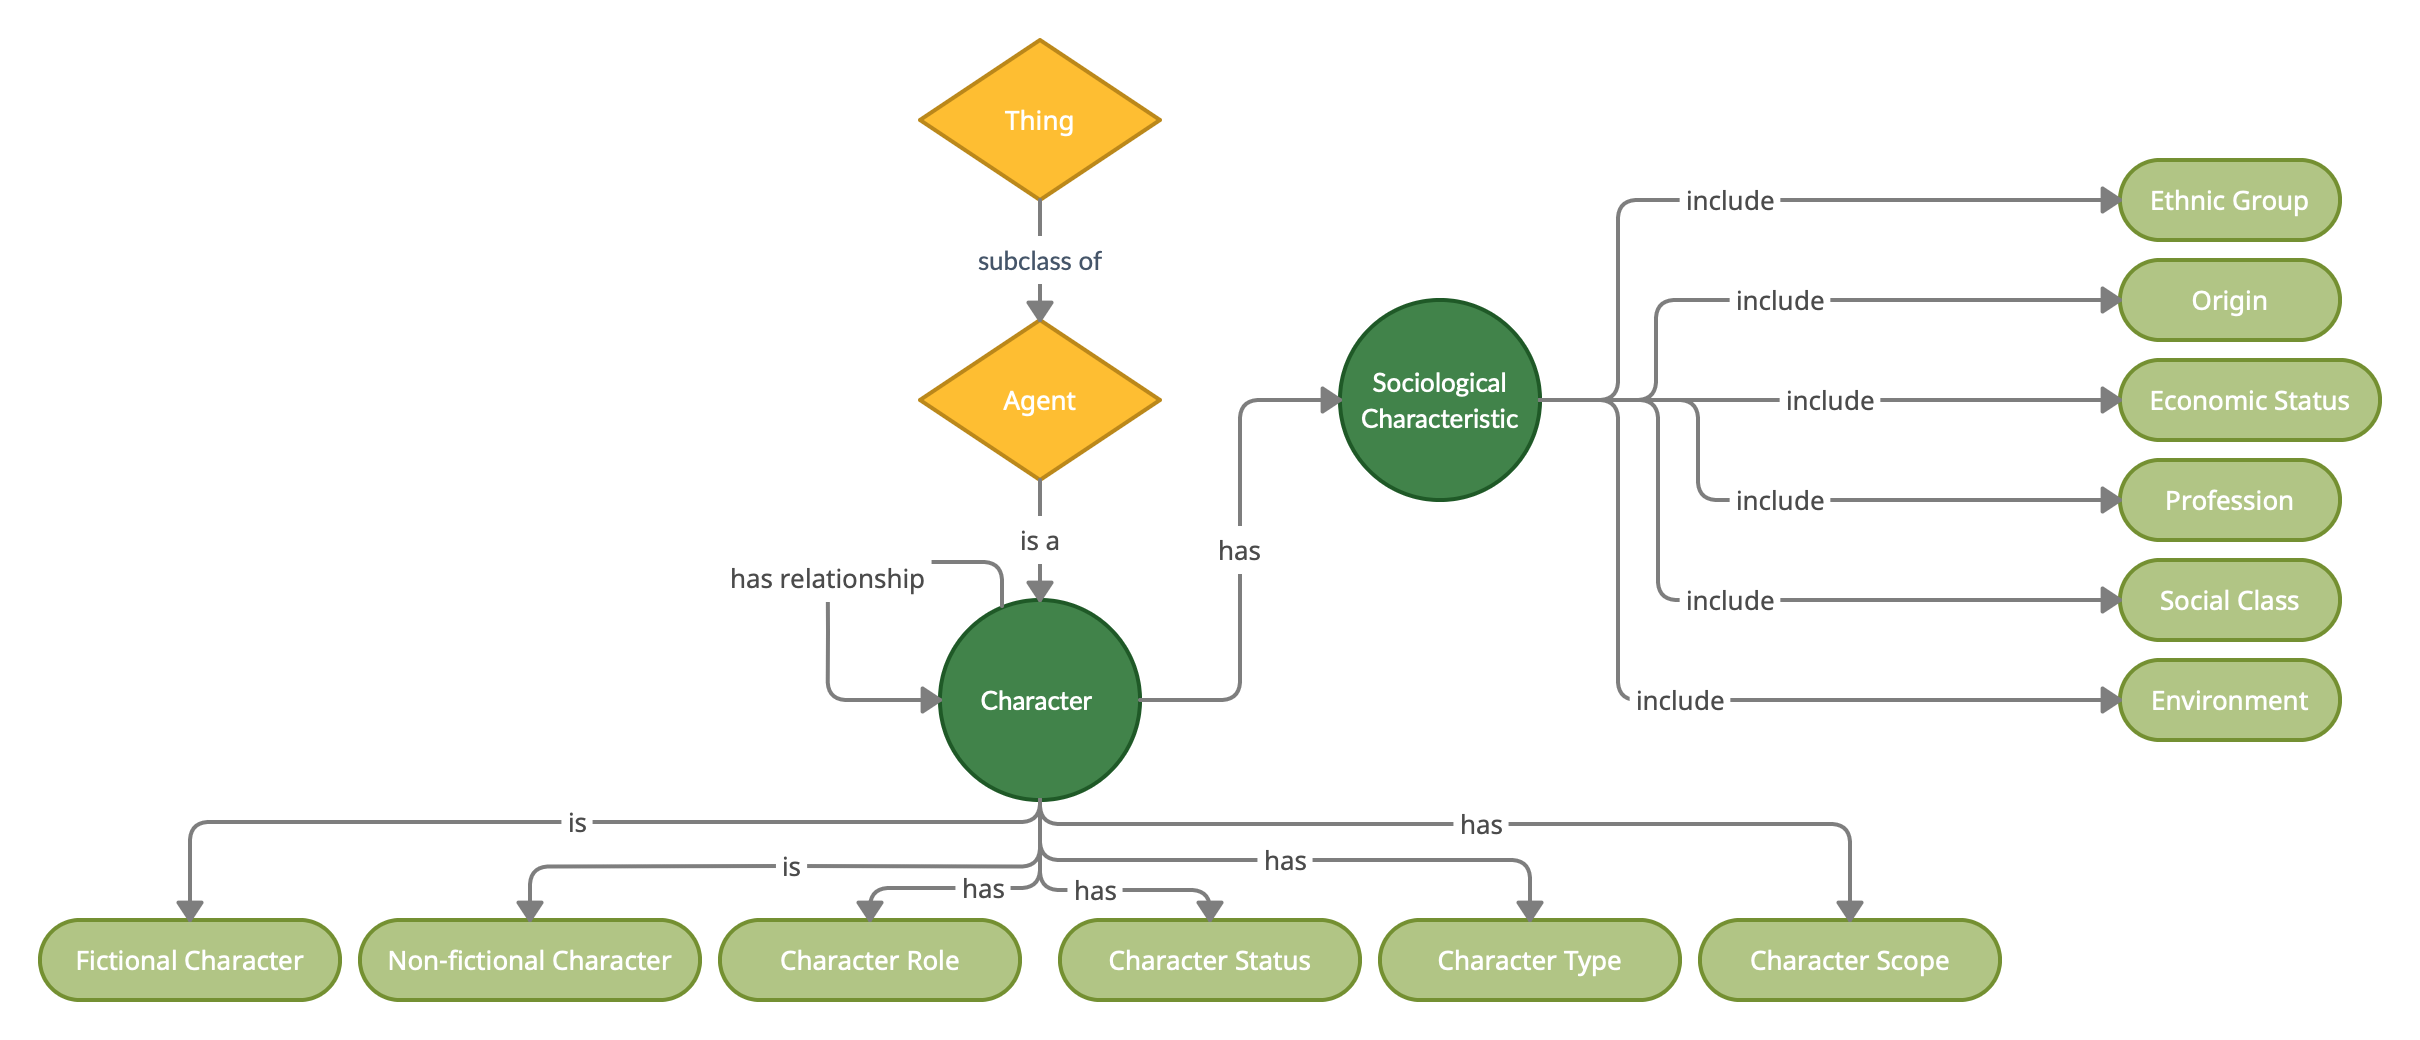 Thing
subclass of
Agent
is a
has relationship
Character
has
Sociological
Characteristic
include
Ethnic Group
include
Origin
include
Economic Status
include
Profession
include
Social Class
include
Environment
is
is
has
has
has
has
Fictional Character
Non-fictional Character
Character Role
Character Status
Character Type
Character Scope